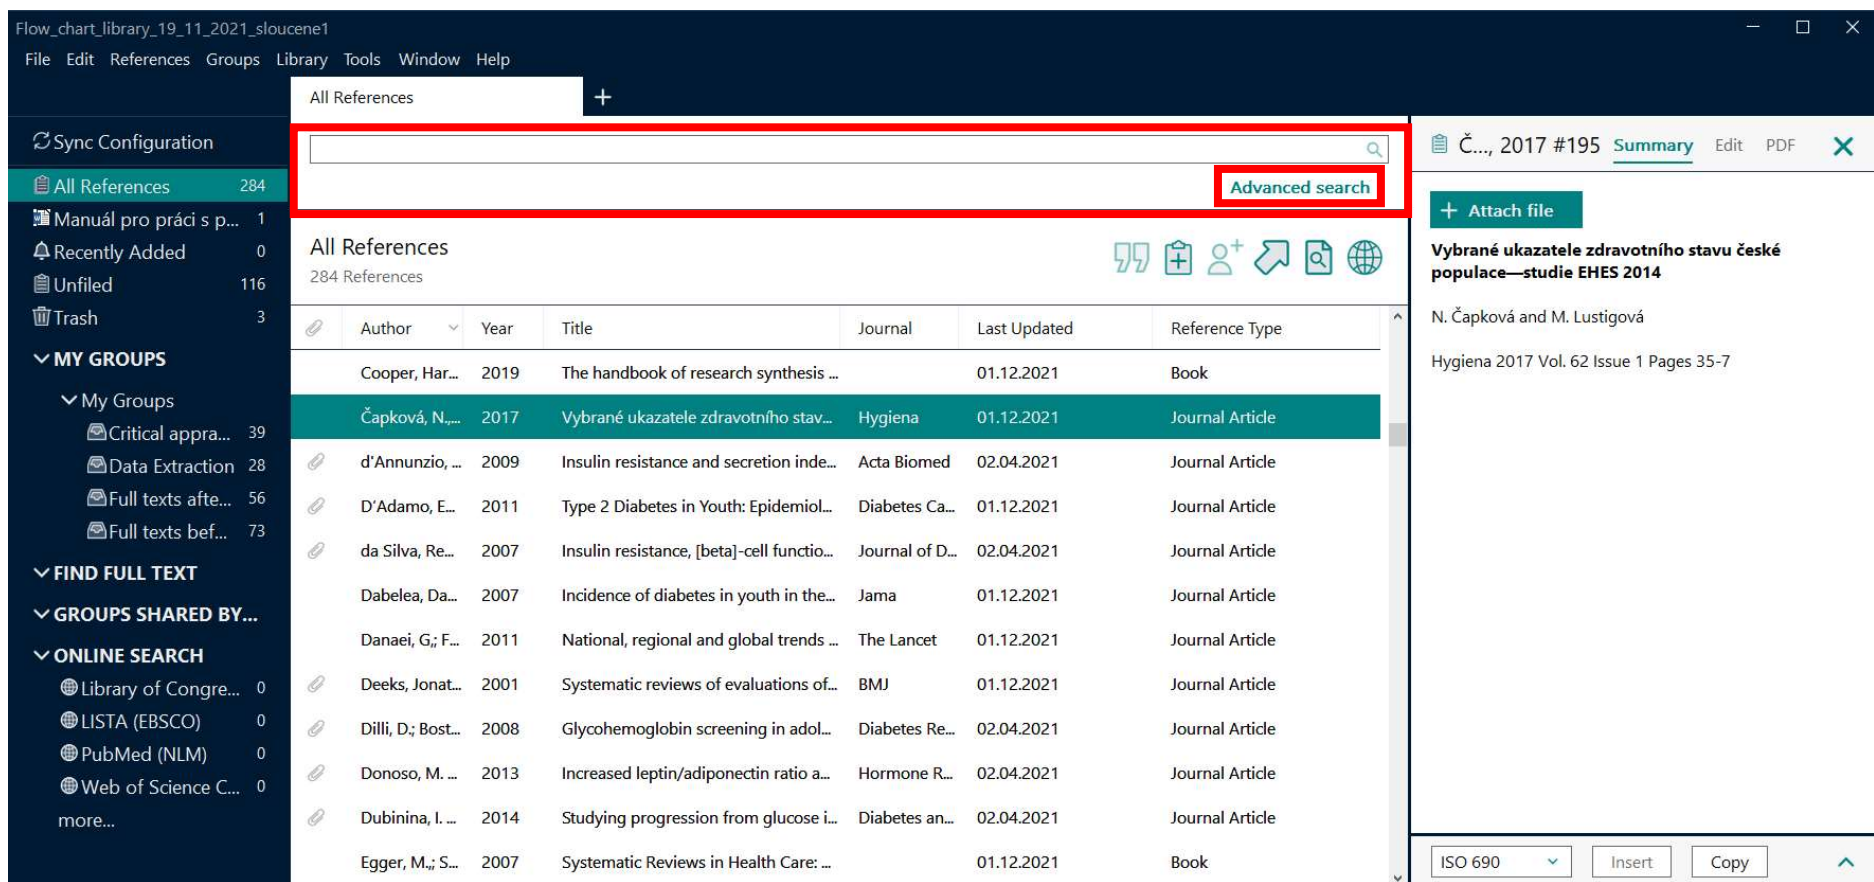 Flow_chart_library_19_11_2021_sloucene1
File Edit References Groups Library Tools Window Help
All References
Sync Configuration
All References 284
Manuál pro práci s p... 1
Recently Added 0
Unfiled 116
Trash 3
MY GROUPS
My Groups
Critical appra... 39
Data Extraction 28
Full texts afte... 56
Full texts bef... 73
FIND FULL TEXT
GROUPS SHARED BY...
ONLINE SEARCH
Library of Congre... 0
LISTA (EBSCO) 0
PubMed (NLM) 0
Web of Science C... 0
more...
Advanced search
All References
284 References
Author Year Title Journal Last Updated Reference Type
Cooper, Har... 2019 The handbook of research synthesis ... 01.12.2021 Book
Čapková, N.,... 2017 Vybrané ukazatele zdravotního stav... Hygiena 01.12.2021 Journal Article
d'Annunzio, ... 2009 Insulin resistance and secretion inde... Acta Biomed 02.04.2021 Journal Article
D'Adamo, E... 2011 Type 2 Diabetes in Youth: Epidemiol... Diabetes Ca... 01.12.2021 Journal Article
da Silva, Re... 2007 Insulin resistance, [beta]-cell functio... Journal of D... 02.04.2021 Journal Article
Dabelea, Da... 2007 Incidence of diabetes in youth in the... Jama 01.12.2021 Journal Article
Danaei, G.; F... 2011 National, regional and global trends ... The Lancet 01.12.2021 Journal Article
Deeks, Jonat... 2001 Systematic reviews of evaluations of... BMJ 01.12.2021 Journal Article
Dilli, D.; Bost... 2008 Glycohemoglobin screening in adol... Diabetes Re... 02.04.2021 Journal Article
Donoso, M. ... 2013 Increased leptin/adiponectin ratio a... Hormone R... 02.04.2021 Journal Article
Dubinina, I. ... 2014 Studying progression from glucose i... Diabetes an... 02.04.2021 Journal Article
Egger, M.; S... 2007 Systematic Reviews in Health Care: ... 01.12.2021 Book
Č..., 2017 #195 Summary Edit PDF
+ Attach file
Vybrané ukazatele zdravotního stavu české
populace—studie EHES 2014
N. Čapková and M. Lustigová
Hygiena 2017 Vol. 62 Issue 1 Pages 35-7
ISO 690 Insert Copy